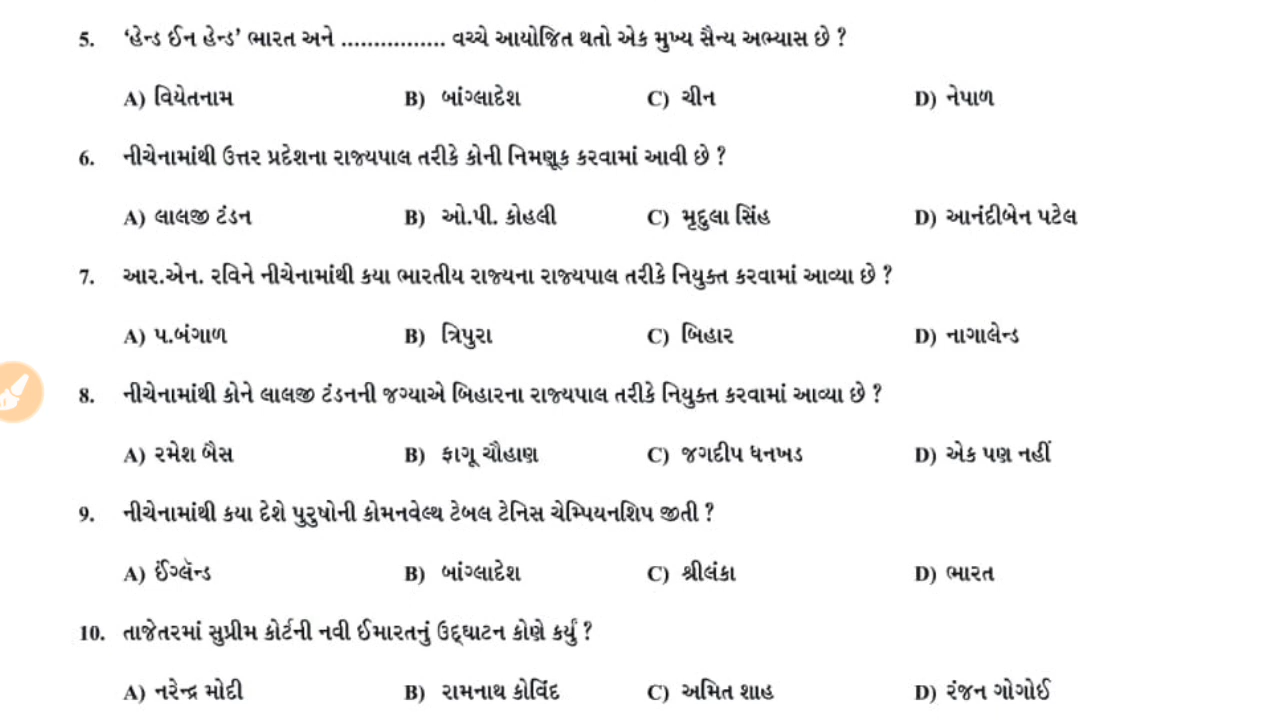 5. ‘હેન્ડ ઈન હેન્ડ’ ભારત અને ................ વચ્ચે આયોજિત થતો એક મુખ્ય સૈન્ય અભ્યાસ છે ?
A) વિયેતનામ B) બાંગ્લાદેશ C) ચીન D) નેપાળ
6. નીચેનામાંથી ઉત્તર પ્રદેશના રાજ્યપાલ તરીકે કોની નિમણૂક કરવામાં આવી છે ?
A) લાલજી ટંડન B) ઓ.પી. કોહલી C) મૃદુલા સિંહ D) આનંદીબેન પટેલ
7. આર.એન. રવિને નીચેનામાંથી કયા ભારતીય રાજ્યના રાજ્યપાલ તરીકે નિયુક્ત કરવામાં આવ્યા છે ?
A) પ.બંગાળ B) ત્રિપુરા C) બિહાર D) નાગાલેન્ડ
8. નીચેનામાંથી કોને લાલજી ટંડનની જગ્યાએ બિહારના રાજ્યપાલ તરીકે નિયુક્ત કરવામાં આવ્યા છે ?
A) રમેશ બૈસ B) ફાગૂ ચૌહાણ C) જગદીપ ધનખડ D) એક પણ નહીં
9. નીચેનામાંથી કયા દેશે પુરુષોની કોમનવેલ્થ ટેબલ ટેનિસ ચેમ્પિયનશિપ જીતી ?
A) ઈંગ્લૅન્ડ B) બાંગ્લાદેશ C) શ્રીલંકા D) ભારત
10. તાજેતરમાં સુપ્રીમ કોર્ટની નવી ઈમારતનું ઉદ્ઘાટન કોણે કર્યું ?
A) નરેન્દ્ર મોદી B) રામનાથ કોવિંદ C) અમિત શાહ D) રંજન ગોગોઈ